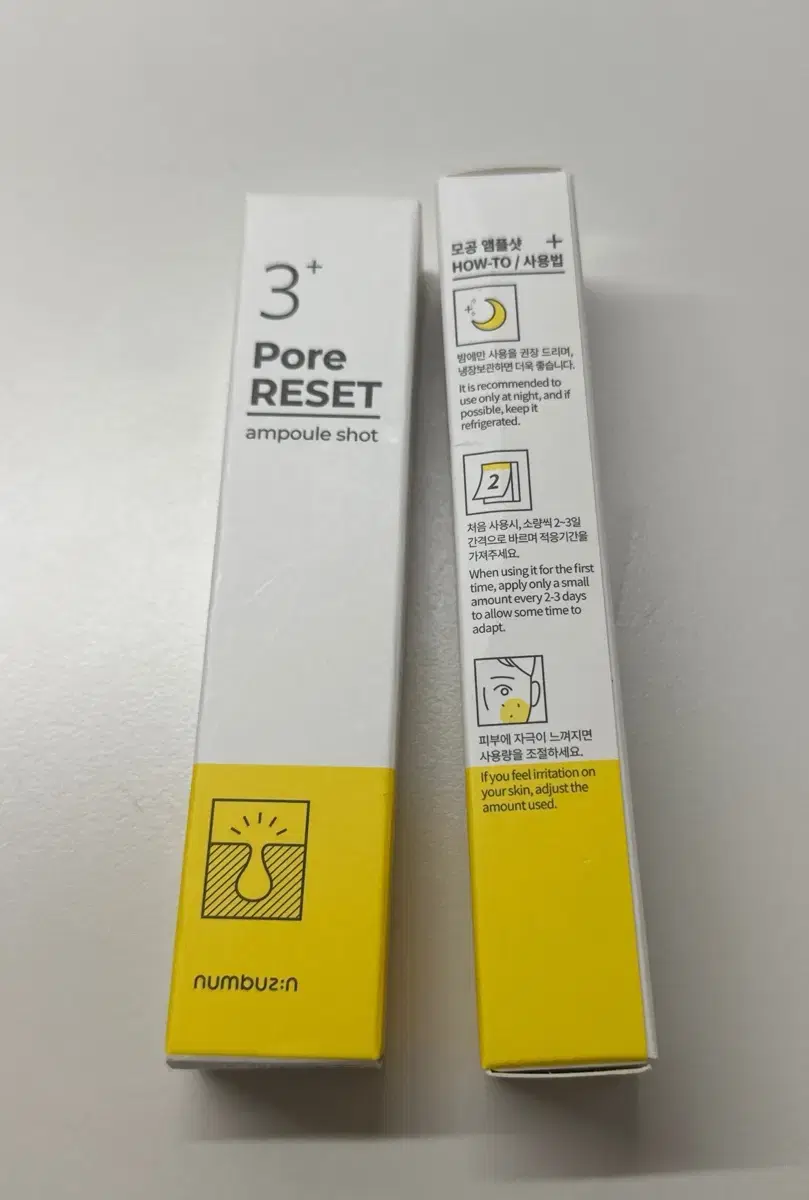 3+
Pore
RESET
ampoule shot
numbuz:n
모공 앰플샷 +
HOW-TO / 사용법
밤에만 사용을 권장 드리며,
냉장보관하면 더욱 좋습니다.
It is recommended to
use only at night, and if
possible, keep it
refrigerated.
2
처음 사용시, 소량씩 2~3일
간격으로 바르며 적응기간을
가져주세요.
When using it for the first
time, apply only a small
amount every 2-3 days
to allow some time to
adapt.
피부에 자극이 느껴지면
사용량을 조절하세요.
If you feel irritation on
your skin, adjust the
amount used.